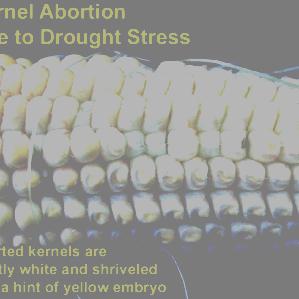 rnel Abortion
e to Drought Stress
rted kernels are
tly white and shriveled
a hint of yellow embryo